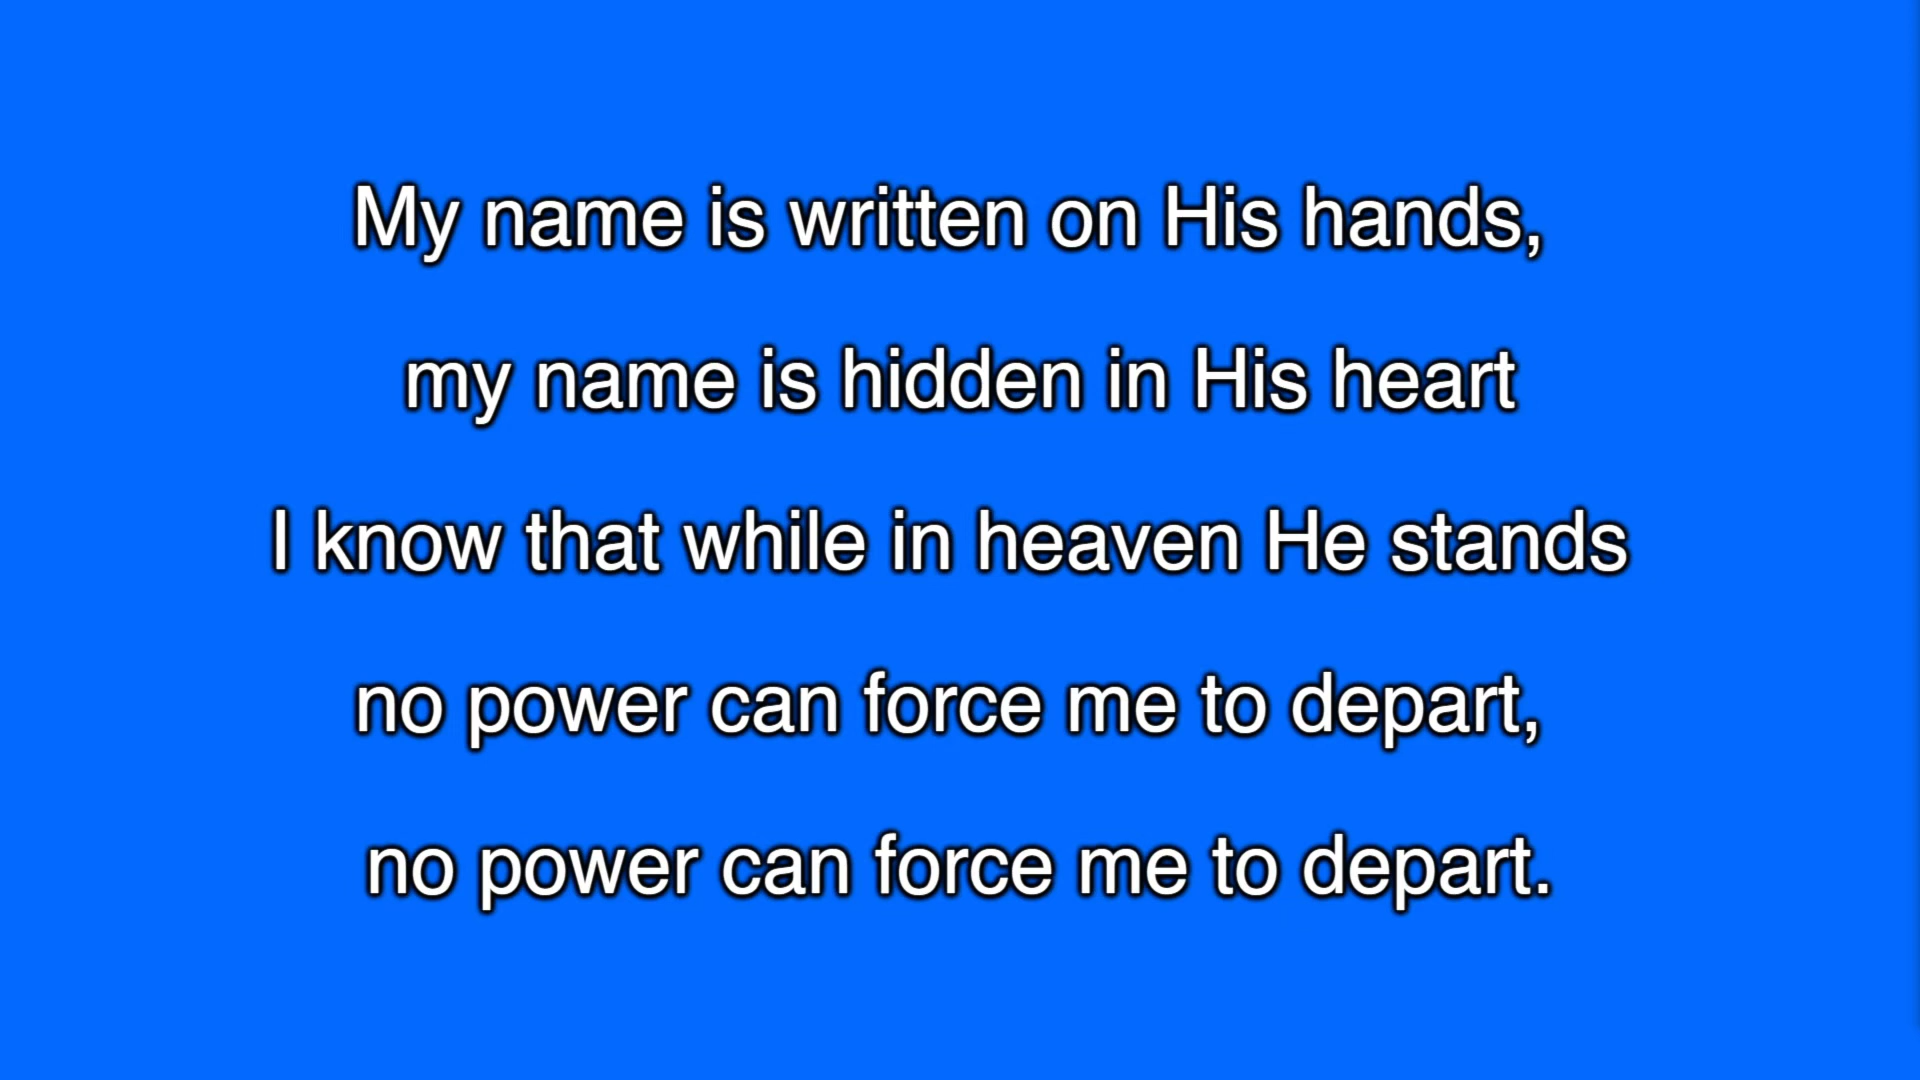 My name is written on His hands,
my name is hidden in His heart
I know that while in heaven He stands
no power can force me to depart,
no power can force me to depart.